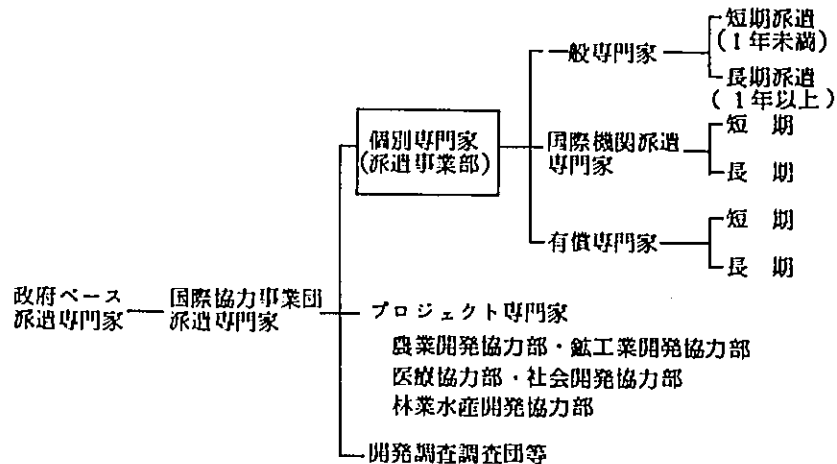 政府ベース
派遣専門家
国際協力事業団
派遣専門家
個別専門家
(派遣事業部)
一般専門家
短期派遣
(1年未満)
長期派遣
(1年以上)
国際機関派遣
専門家
短 期
長 期
有償専門家
短 期
長 期
プロジェクト専門家
農業開発協力部・鉱工業開発協力部
医療協力部・社会開発協力部
林業水産開発協力部
開発調査調査団等